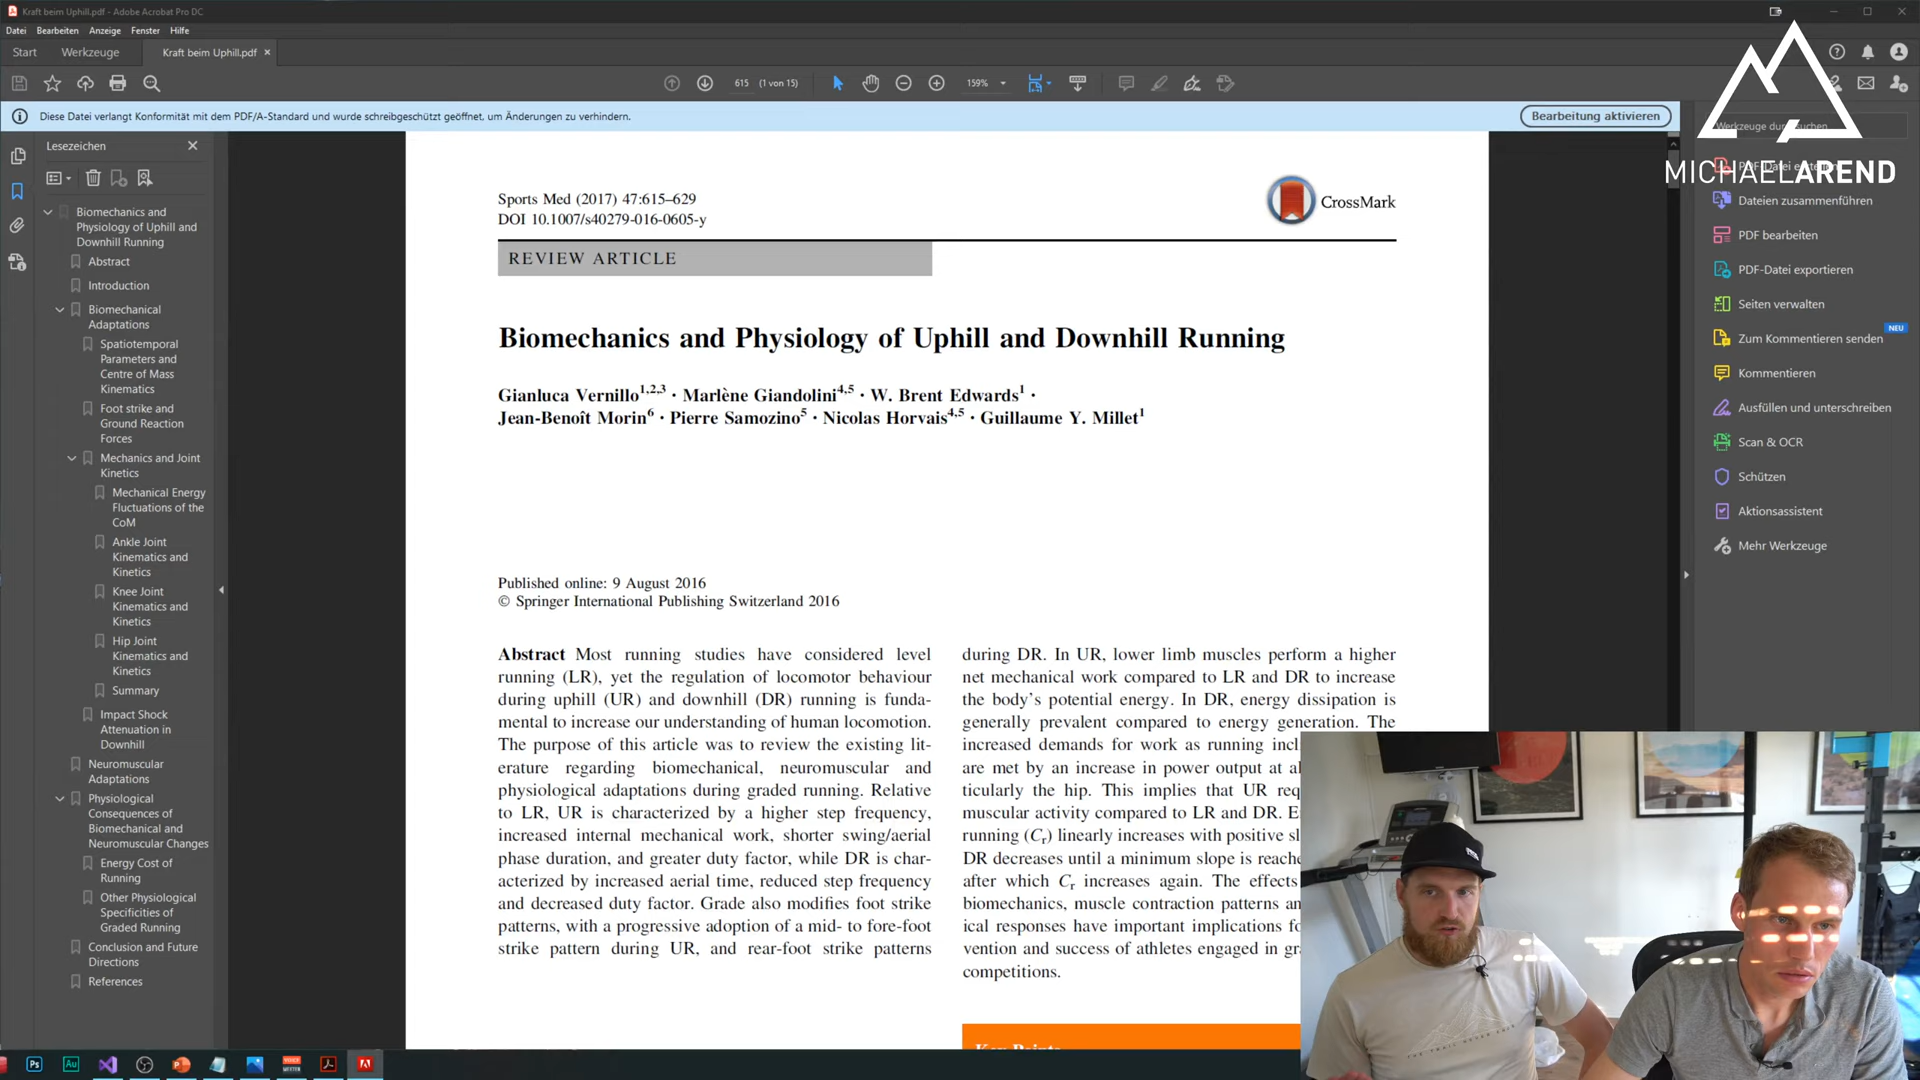 Kraft beim Uphill.pdf - Adobe Acrobat Pro DC
Datei Bearbeiten Anzeige Fenster Hilfe
Start Werkzeuge Kraft beim Uphill.pdf ×
615 (1 von 15) 159%
Diese Datei verlangt Konformität mit dem PDF/A-Standard und wurde schreibgeschützt geöffnet, um Änderungen zu verhindern.
Bearbeitung aktivieren
Lesezeichen
Biomechanics and
Physiology of Uphill and
Downhill Running
Abstract
Introduction
Biomechanical
Adaptations
Spatiotemporal
Parameters and
Centre of Mass
Kinematics
Foot strike and
Ground Reaction
Forces
Mechanics and Joint
Kinetics
Mechanical Energy
Fluctuations of the
CoM
Ankle Joint
Kinematics and
Kinetics
Knee Joint
Kinematics and
Kinetics
Hip Joint
Kinematics and
Kinetics
Summary
Impact Shock
Attenuation in
Downhill
Neuromuscular
Adaptations
Physiological
Consequences of
Biomechanical and
Neuromuscular Changes
Energy Cost of
Running
Other Physiological
Specificities of
Graded Running
Conclusion and Future
Directions
References
Sports Med (2017) 47:615–629
DOI 10.1007/s40279-016-0605-y
CrossMark
REVIEW ARTICLE
Biomechanics and Physiology of Uphill and Downhill Running
Gianluca Vernillo1,2,3 · Marlène Giandolini4,5 · W. Brent Edwards1 ·
Jean-Benoît Morin6 · Pierre Samozino5 · Nicolas Horvais4,5 · Guillaume Y. Millet1
Published online: 9 August 2016
© Springer International Publishing Switzerland 2016
Abstract Most running studies have considered level
running (LR), yet the regulation of locomotor behaviour
during uphill (UR) and downhill (DR) running is funda-
mental to increase our understanding of human locomotion.
The purpose of this article was to review the existing lit-
erature regarding biomechanical, neuromuscular and
physiological adaptations during graded running. Relative
to LR, UR is characterized by a higher step frequency,
increased internal mechanical work, shorter swing/aerial
phase duration, and greater duty factor, while DR is char-
acterized by increased aerial time, reduced step frequency
and decreased duty factor. Grade also modifies foot strike
patterns, with a progressive adoption of a mid- to fore-foot
strike pattern during UR, and rear-foot strike patterns
during DR. In UR, lower limb muscles perform a higher
net mechanical work compared to LR and DR to increase
the body's potential energy. In DR, energy dissipation is
generally prevalent compared to energy generation. The
increased demands for work as running incl
are met by an increase in power output at al
ticularly the hip. This implies that UR req
muscular activity compared to LR and DR. E
running (Cr) linearly increases with positive sl
DR decreases until a minimum slope is reache
after which Cr increases again. The effects
biomechanics, muscle contraction patterns an
ical responses have important implications fo
vention and success of athletes engaged in gra
competitions.
Key Points
MICHAELAREND
Dateien zusammenführen
PDF bearbeiten
PDF-Datei exportieren
Seiten verwalten
NEU
Zum Kommentieren senden
Kommentieren
Ausfüllen und unterschreiben
Scan & OCR
Schützen
Aktionsassistent
Mehr Werkzeuge
Ps Au